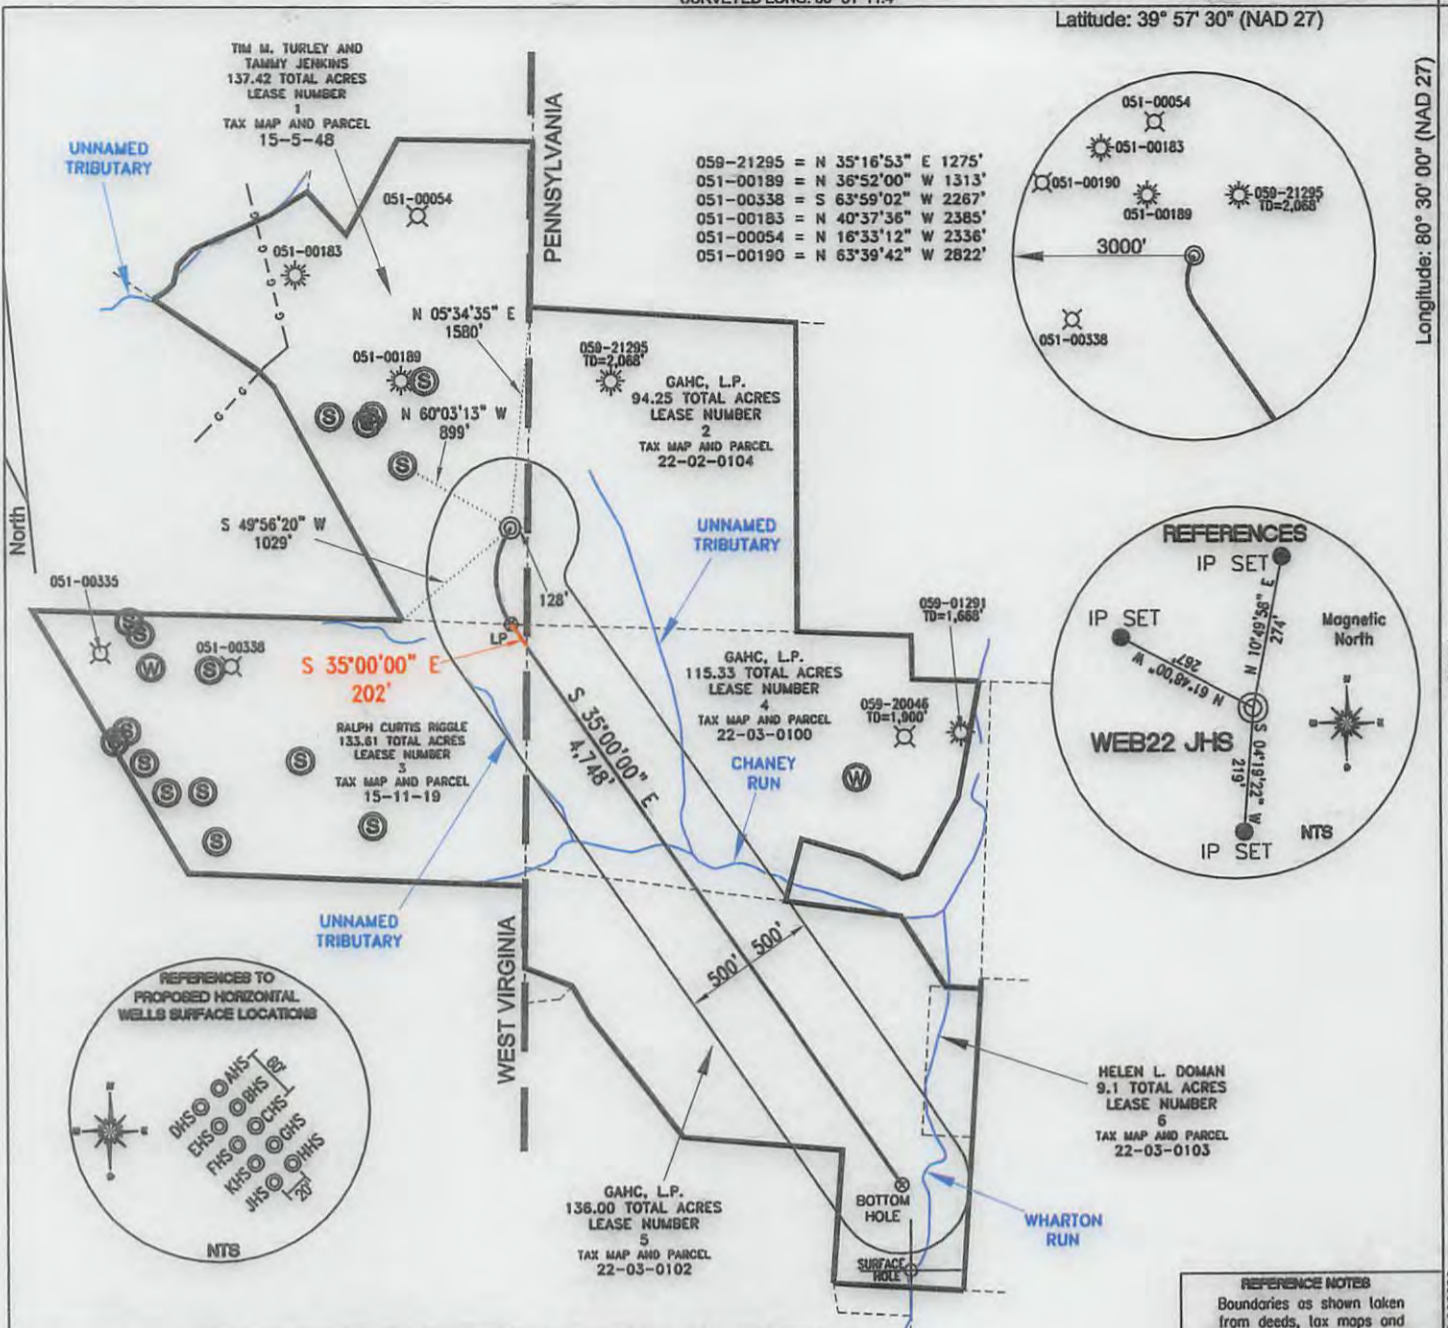 Latitude: 39° 57' 30" (NAD 27)
Longitude: 80° 30' 00" (NAD 27)
TIM M. TURLEY AND
TAMMY JENKINS
137.42 TOTAL ACRES
LEASE NUMBER
1
TAX MAP AND PARCEL
15-5-48
UNNAMED
TRIBUTARY
PENNSYLVANIA
051-00054
051-00183
G
G
G
G
G
G
059-21295 = N 35°16'53" E 1275'
051-00189 = N 36°52'00" W 1313'
051-00338 = S 63°59'02" W 2267'
051-00183 = N 40°37'36" W 2385'
051-00054 = N 16°33'12" W 2336'
051-00190 = N 63°39'42" W 2822'
051-00054
051-00183
051-00190
051-00189
059-21295
TD=2,068'
3000'
051-00338
N 05°34'35" E
1580'
051-00189
S
S
S
S
S
N 60°03'13" W
899'
059-21295
TD=2,068'
GAHC, L.P.
94.25 TOTAL ACRES
LEASE NUMBER
2
TAX MAP AND PARCEL
22-02-0104
North
S 49°56'20" W
1029'
UNNAMED
TRIBUTARY
128'
LP
051-00335
S
S
W
S
051-00338
S 35°00'00" E
202'
059-01291
TD=1,668'
GAHC, L.P.
115.33 TOTAL ACRES
LEASE NUMBER
4
TAX MAP AND PARCEL
22-03-0100
059-20046
TD=1,900'
REFERENCES
IP SET
IP SET
N 10°49'58" E
274'
N 61°48'00" W
267'
Magnetic
North
WEB22 JHS
S 04°19'22" W
219'
NTS
IP SET
RALPH CURTIS RIGGLE
133.61 TOTAL ACRES
LEAESE NUMBER
3
TAX MAP AND PARCEL
15-11-19
S
S
S
S
S
S
S
S
S 35°00'00" E
4,748'
CHANEY
RUN
W
UNNAMED
TRIBUTARY
WEST VIRGINIA
500'
500'
REFERENCES TO
PROPOSED HORIZONTAL
WELLS SURFACE LOCATIONS
AHS
60'
BHS
DHS
CHS
EHS
GHS
FHS
HHS
KHS
JHS
20'
NTS
HELEN L. DOMAN
9.1 TOTAL ACRES
LEASE NUMBER
6
TAX MAP AND PARCEL
22-03-0103
GAHC, L.P.
136.00 TOTAL ACRES
LEASE NUMBER
5
TAX MAP AND PARCEL
22-03-0102
BOTTOM
HOLE
WHARTON
RUN
SURFACE
HOLE
REFERENCE NOTES
Boundaries as shown taken
from deeds, tax maps and